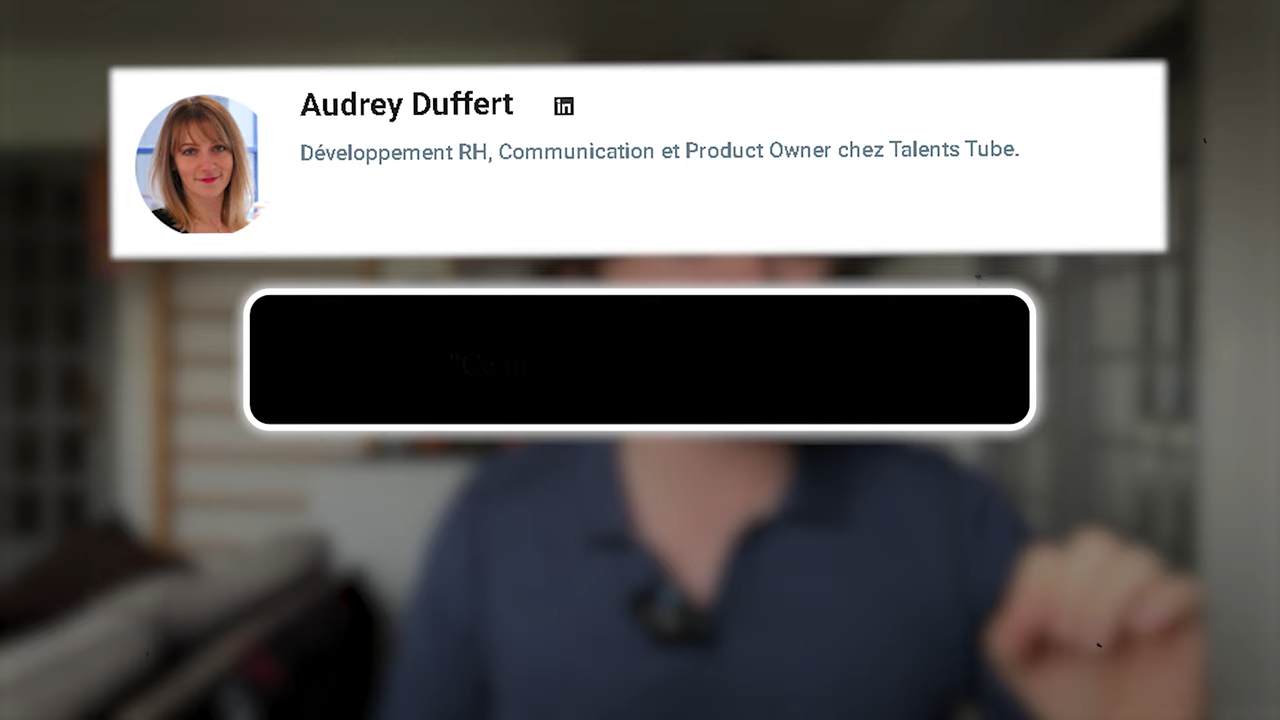 Audrey Duffert
Développement RH, Communication et Product Owner chez Talents Tube.